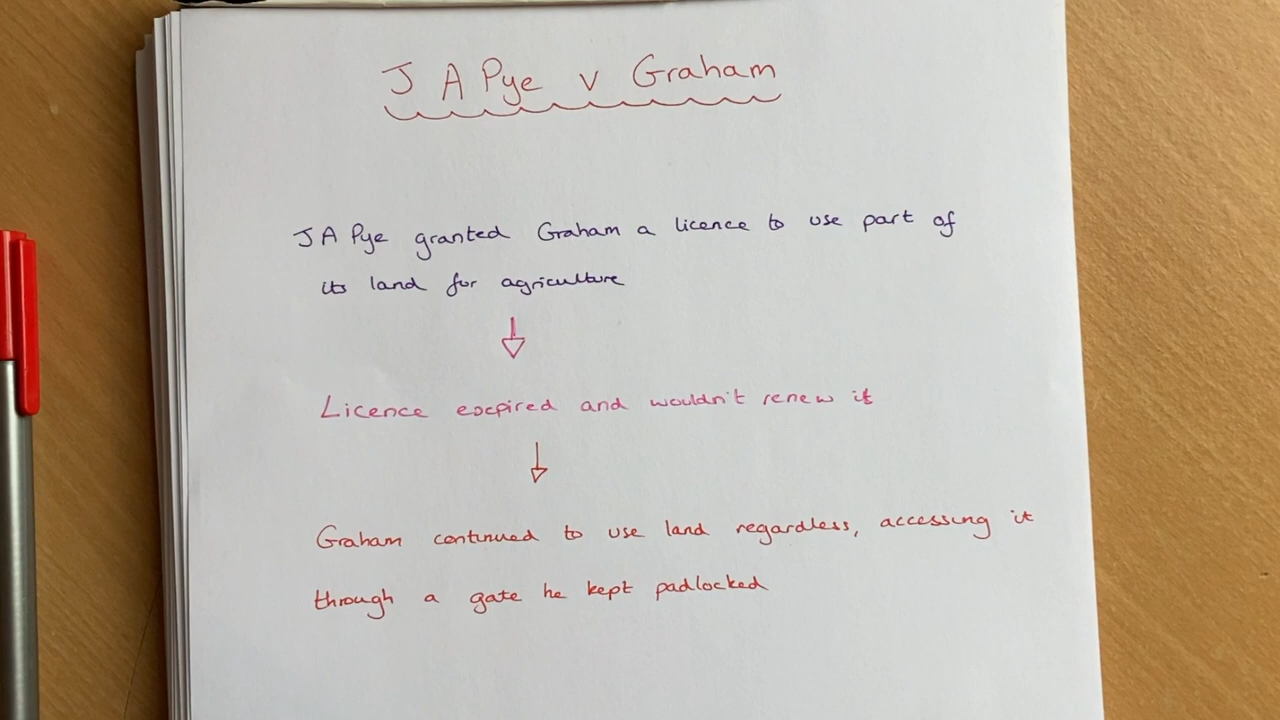 J A Pye v Graham
J A Pye granted Graham a licence to use part of
its land for agriculture
Licence expired and wouldn't renew it
Graham continued to use land regardless, accessing it
through a gate he kept padlocked